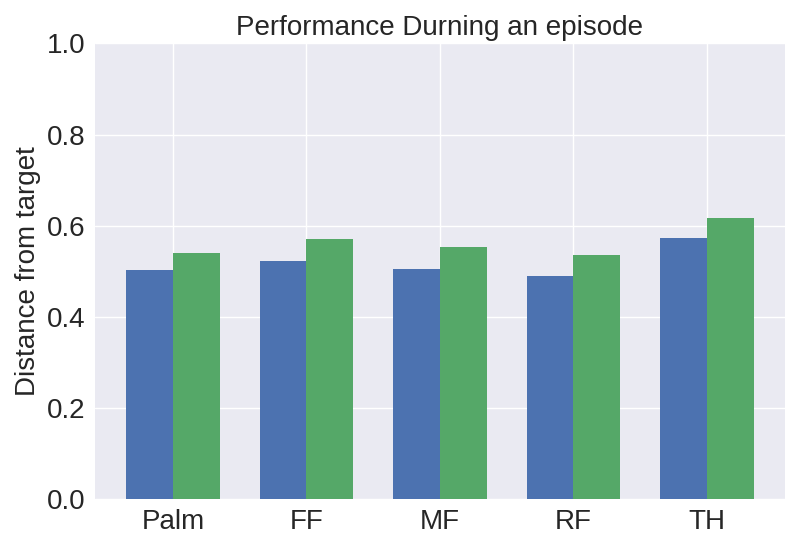 Performance Durning an episode
1.0
0.8
0.6
0.4
0.2
0.0
Distance from target
Palm FF MF RF TH